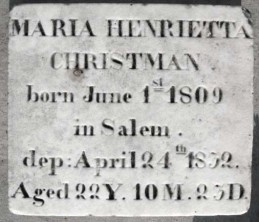 MARIA HENRIETTA
CHRISTMAN.
born June 1st 1809
in Salem.
dep: April 24th 1832.
Aged 22Y. 10M. 23D.